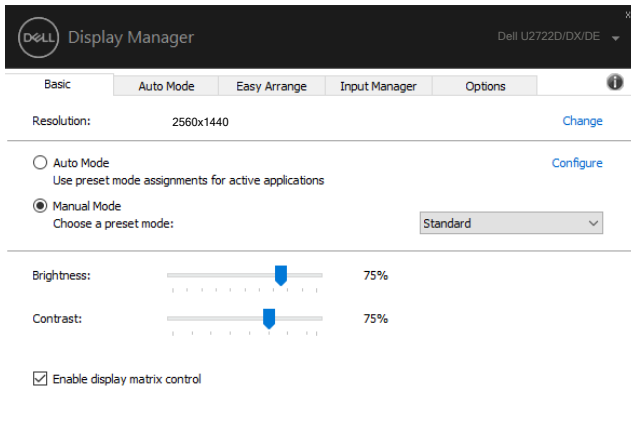 x
DELL Display Manager Dell U2722D/DX/DE
Basic Auto Mode Easy Arrange Input Manager Options i
Resolution: 2560x1440 Change
Auto Mode Configure
Use preset mode assignments for active applications
Manual Mode
Choose a preset mode: Standard
Brightness: 75%
Contrast: 75%
Enable display matrix control